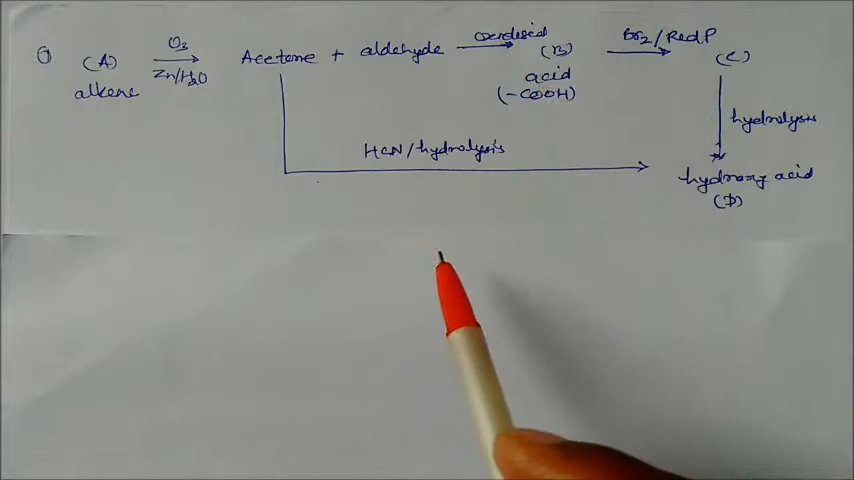 (A) O3 Zn/H2O Acetone + aldehyde oxidised (B) Br2/Red P (C)
alkene acid
(-COOH)
hydrolysis
HCN/hydrolysis
hydroxy acid
(D)